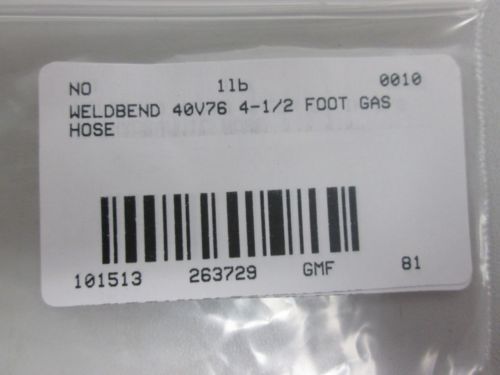 NO 1lb 0010
WELDBEND 40V76 4-1/2 FOOT GAS
HOSE
101513 263729 GMF 81